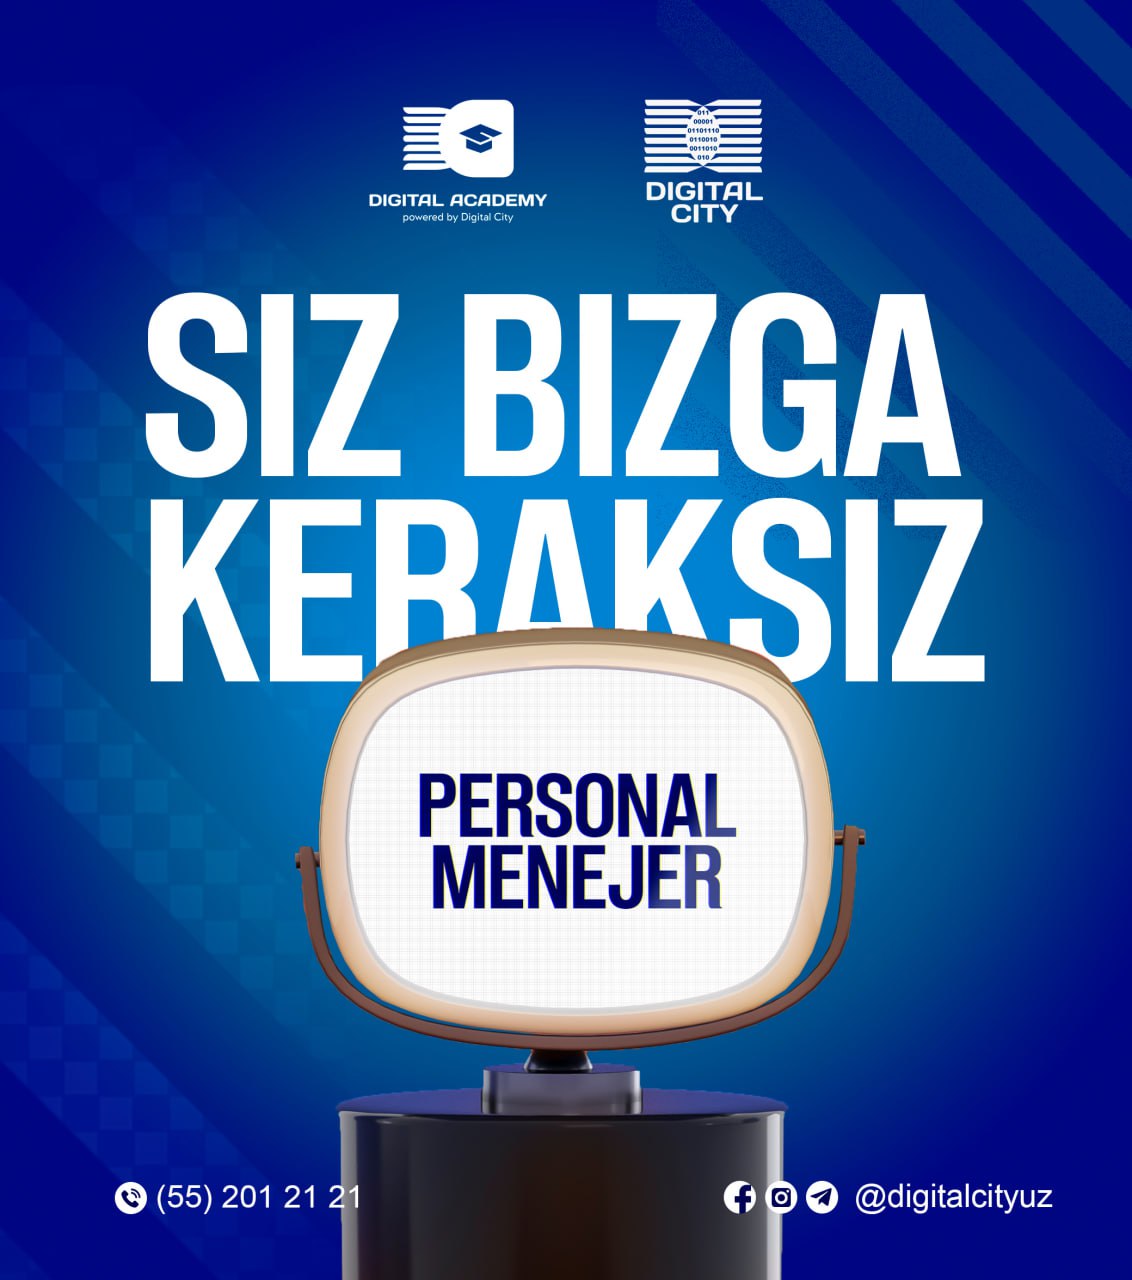 DIGITAL ACADEMY
powered by Digital City
011
00001
01101110
0110010
0011010
010
DIGITAL
CITY
SIZ BIZGA
KERAKSIZ
PERSONAL
MENEJER
(55) 201 21 21
@digitalcityuz